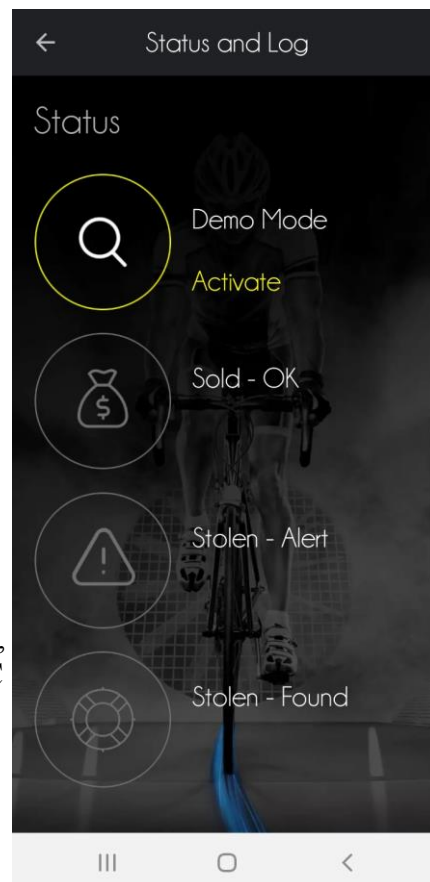 Status and Log
Status
Demo Mode
Activate
Sold - OK
Stolen - Alert
Stolen - Found